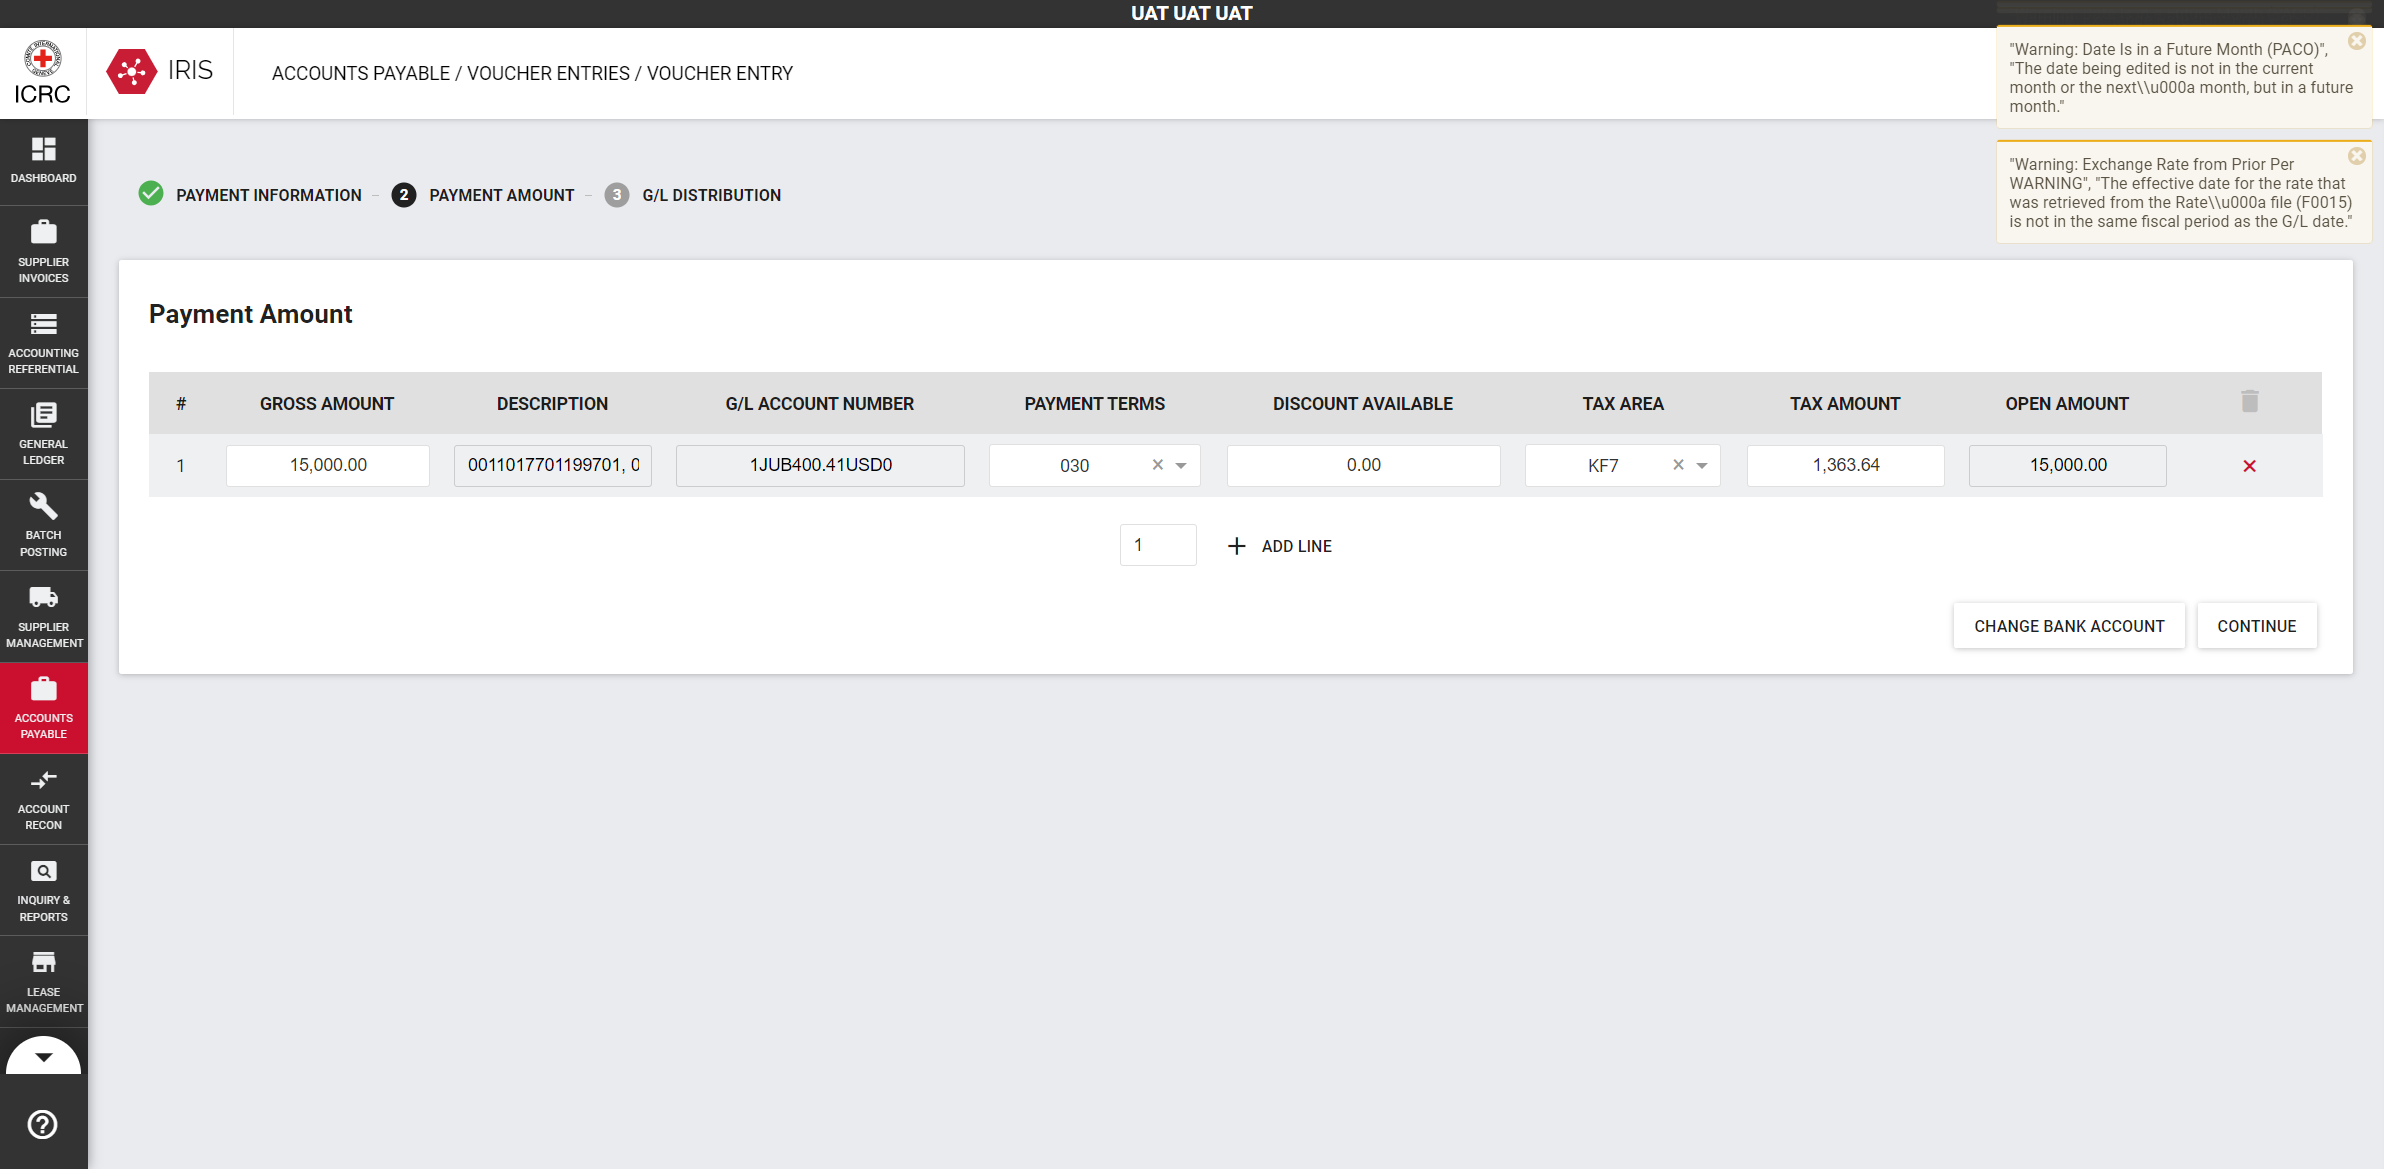 UAT UAT UAT
ICRC
IRIS
ACCOUNTS PAYABLE / VOUCHER ENTRIES / VOUCHER ENTRY
"Warning: Date Is in a Future Month (PACO)",
"The date being edited is not in the current
month or the next\\u000a month, but in a future
month."
"Warning: Exchange Rate from Prior Per
WARNING", "The effective date for the rate that
was retrieved from the Rate\\u000a file (F0015)
is not in the same fiscal period as the G/L date."
DASHBOARD
SUPPLIER
INVOICES
ACCOUNTING
REFERENTIAL
GENERAL
LEDGER
BATCH
POSTING
SUPPLIER
MANAGEMENT
ACCOUNTS
PAYABLE
ACCOUNT
RECON
INQUIRY &
REPORTS
LEASE
MANAGEMENT
PAYMENT INFORMATION – 2 PAYMENT AMOUNT – 3 G/L DISTRIBUTION
Payment Amount
# GROSS AMOUNT DESCRIPTION G/L ACCOUNT NUMBER PAYMENT TERMS DISCOUNT AVAILABLE TAX AREA TAX AMOUNT OPEN AMOUNT
1 15,000.00 0011017701199701, 0 1JUB400.41USD0 030 0.00 KF7 1,363.64 15,000.00
1 ADD LINE
CHANGE BANK ACCOUNT CONTINUE